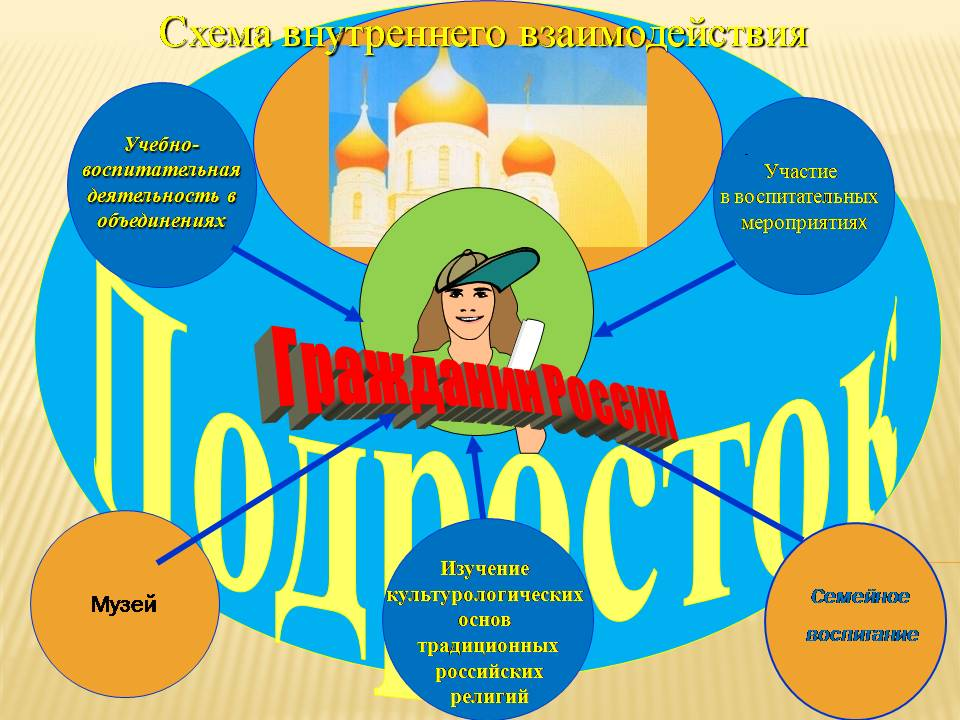 Схема внутреннего взаимодействия
Учебно-
воспитательная
деятельность в
объединениях
Участие
в воспитательных
мероприятиях
Гражданин России
Подросток
Музей
Изучение
культурологических
основ
традиционных
российских
религий
Семейное
воспитание